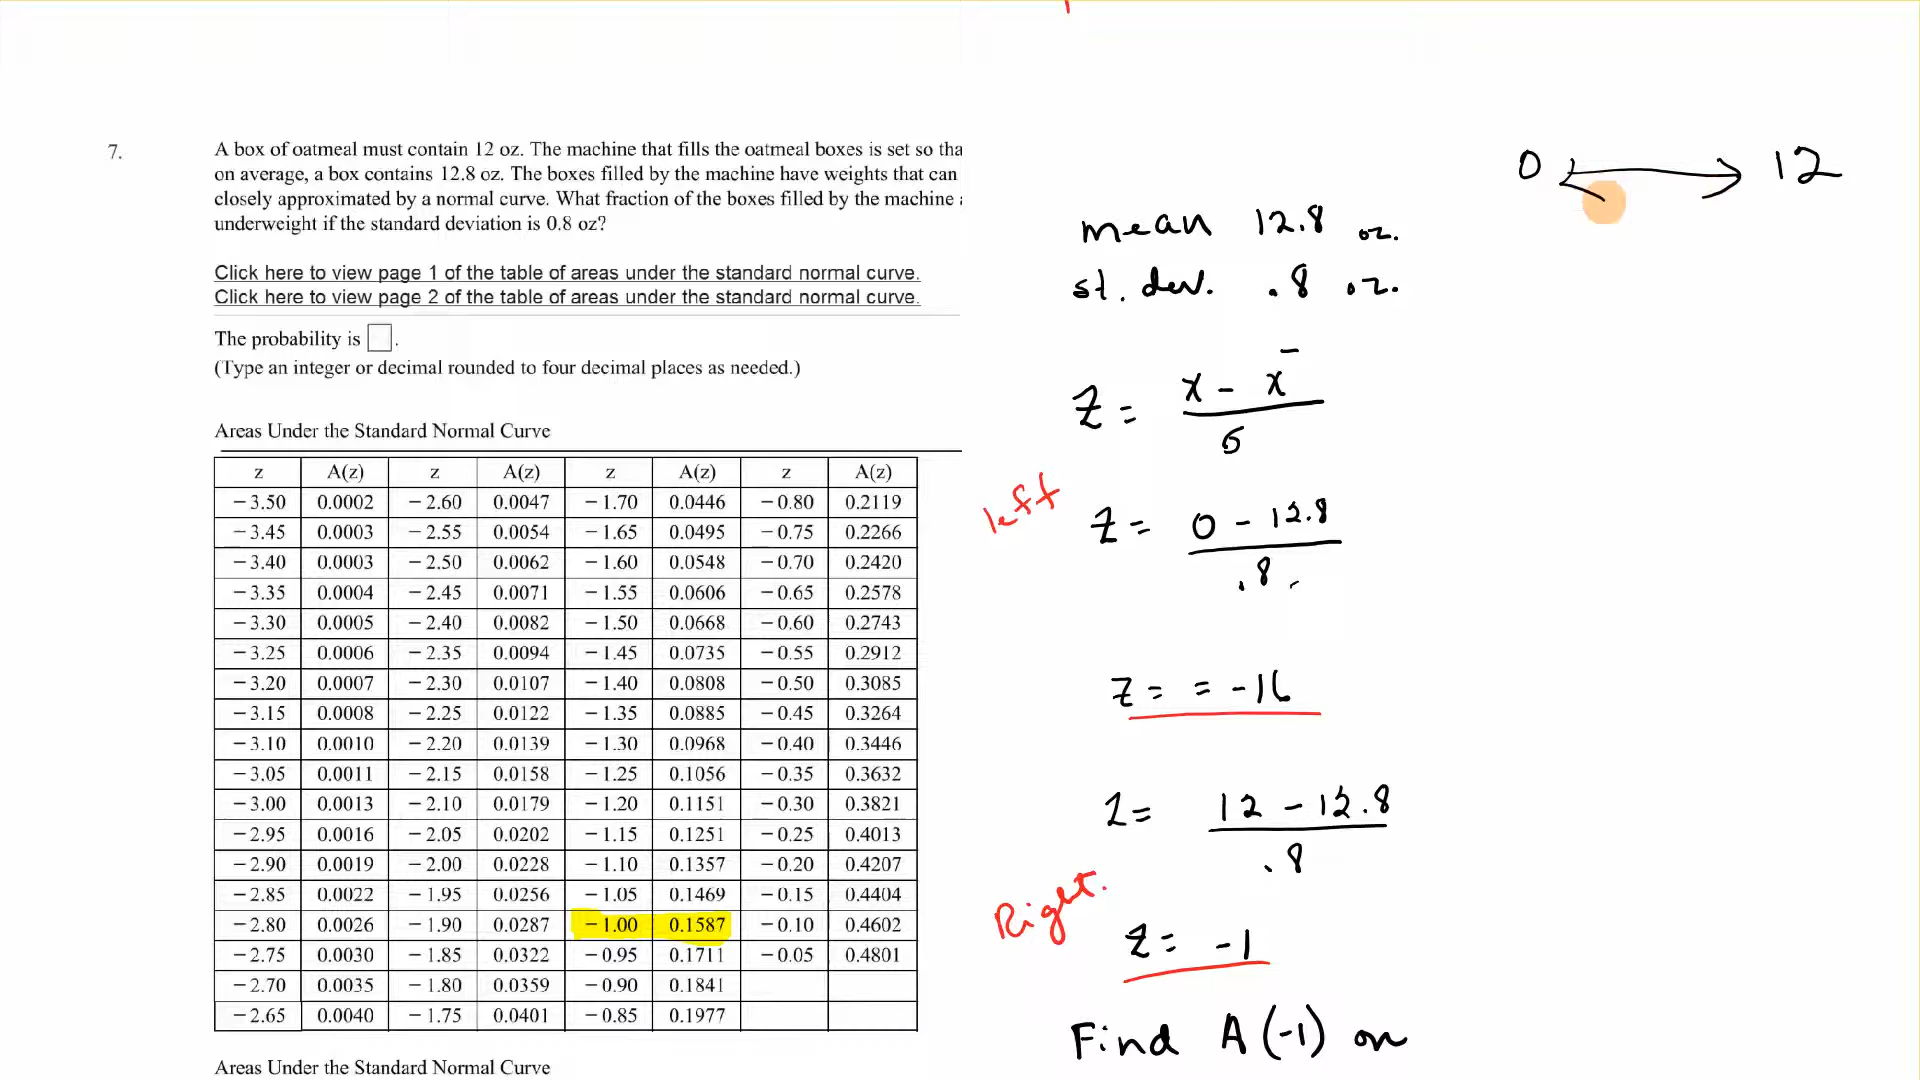 7.
A box of oatmeal must contain 12 oz. The machine that fills the oatmeal boxes is set so tha
on average, a box contains 12.8 oz. The boxes filled by the machine have weights that can
closely approximated by a normal curve. What fraction of the boxes filled by the machine
underweight if the standard deviation is 0.8 oz?
Click here to view page 1 of the table of areas under the standard normal curve.
Click here to view page 2 of the table of areas under the standard normal curve.
The probability is .
(Type an integer or decimal rounded to four decimal places as needed.)
Areas Under the Standard Normal Curve
z A(z) z A(z) z A(z) z A(z)
−3.50 0.0002 −2.60 0.0047 −1.70 0.0446 −0.80 0.2119
−3.45 0.0003 −2.55 0.0054 −1.65 0.0495 −0.75 0.2266
−3.40 0.0003 −2.50 0.0062 −1.60 0.0548 −0.70 0.2420
−3.35 0.0004 −2.45 0.0071 −1.55 0.0606 −0.65 0.2578
−3.30 0.0005 −2.40 0.0082 −1.50 0.0668 −0.60 0.2743
−3.25 0.0006 −2.35 0.0094 −1.45 0.0735 −0.55 0.2912
−3.20 0.0007 −2.30 0.0107 −1.40 0.0808 −0.50 0.3085
−3.15 0.0008 −2.25 0.0122 −1.35 0.0885 −0.45 0.3264
−3.10 0.0010 −2.20 0.0139 −1.30 0.0968 −0.40 0.3446
−3.05 0.0011 −2.15 0.0158 −1.25 0.1056 −0.35 0.3632
−3.00 0.0013 −2.10 0.0179 −1.20 0.1151 −0.30 0.3821
−2.95 0.0016 −2.05 0.0202 −1.15 0.1251 −0.25 0.4013
−2.90 0.0019 −2.00 0.0228 −1.10 0.1357 −0.20 0.4207
−2.85 0.0022 −1.95 0.0256 −1.05 0.1469 −0.15 0.4404
−2.80 0.0026 −1.90 0.0287 −1.00 0.1587 −0.10 0.4602
−2.75 0.0030 −1.85 0.0322 −0.95 0.1711 −0.05 0.4801
−2.70 0.0035 −1.80 0.0359 −0.90 0.1841
−2.65 0.0040 −1.75 0.0401 −0.85 0.1977
Areas Under the Standard Normal Curve
0 12
mean 12.8 oz.
st. dev. .8 oz.
Z = x - x̄
σ
left
Z = 0 - 12.8
.8
Z = = -16
Z = 12 - 12.8
.8
Right.
Z = -1
Find A(-1) on